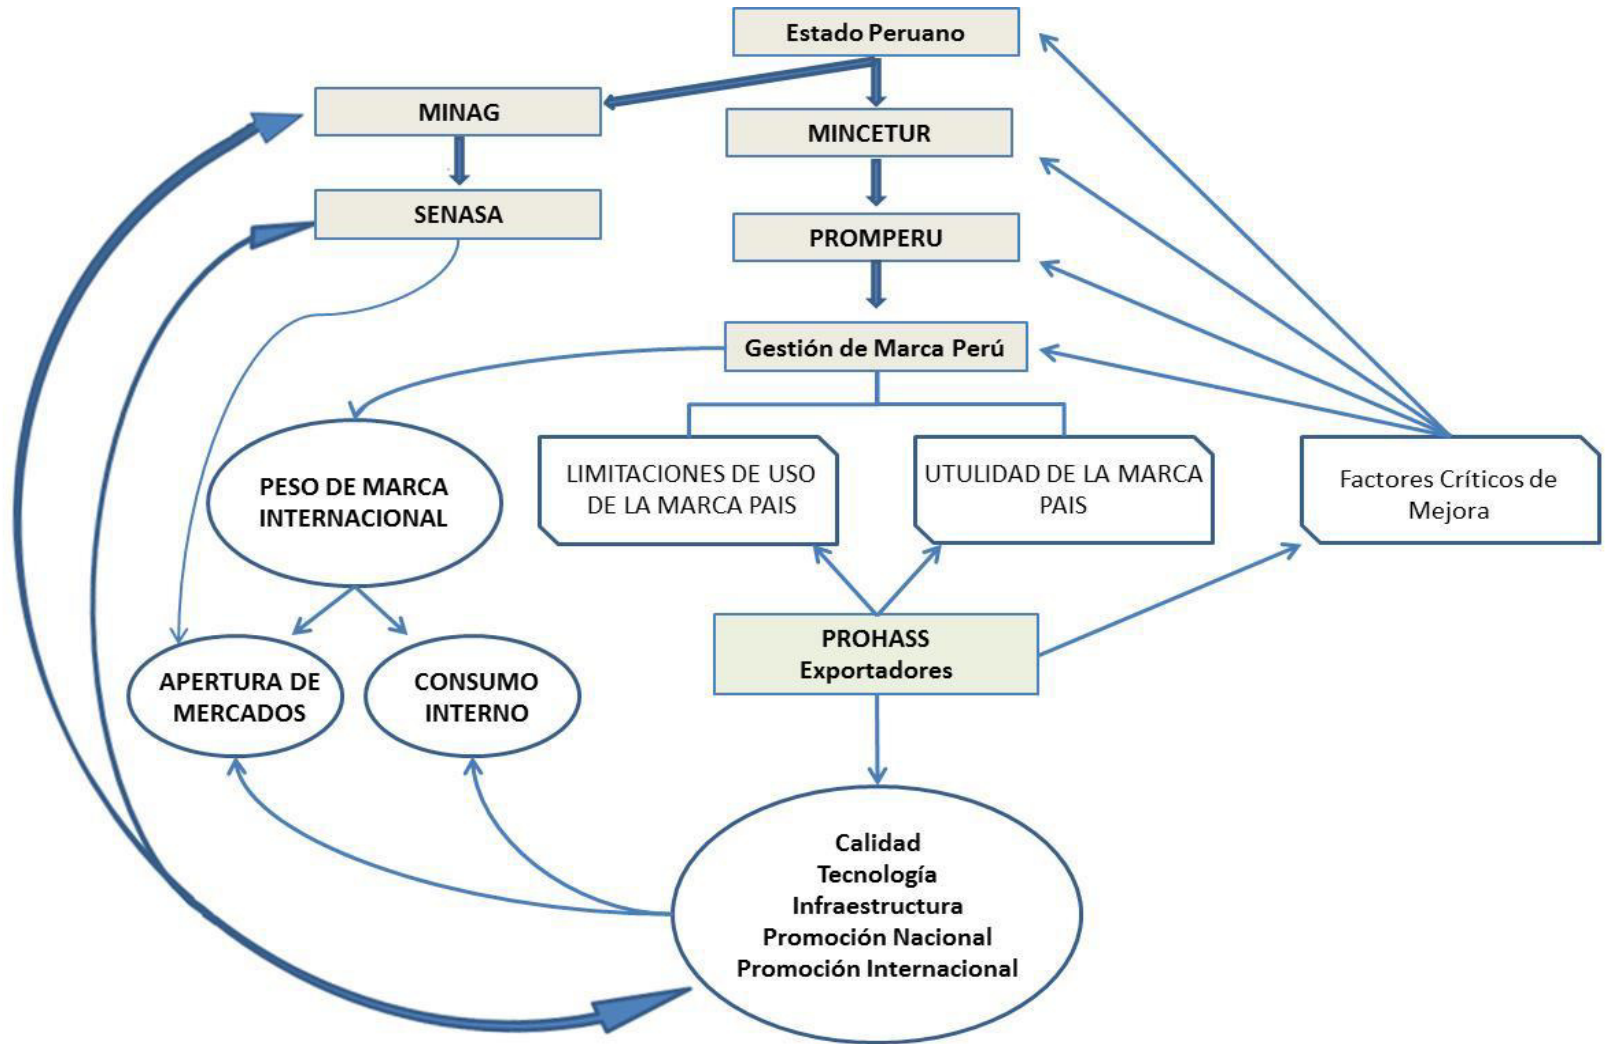 Estado Peruano
MINAG
MINCETUR
SENASA
PROMPERU
Gestión de Marca Perú
PESO DE MARCA
INTERNACIONAL
LIMITACIONES DE USO
DE LA MARCA PAIS
UTULIDAD DE LA MARCA
PAIS
Factores Críticos de
Mejora
PROHASS
Exportadores
APERTURA DE
MERCADOS
CONSUMO
INTERNO
Calidad
Tecnología
Infraestructura
Promoción Nacional
Promoción Internacional